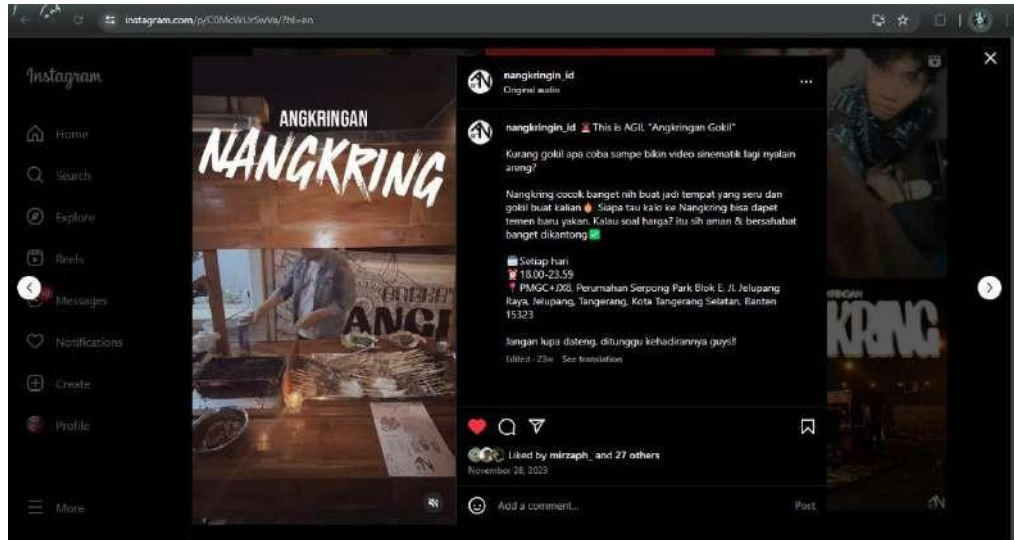 instagram.com/p/C0McWUrSwVa/?hl=en
Instagram
Home
Search
Explore
Reels
Messages
Notifications
Create
Profile
More
ANGKRINGAN
NANGKRING
ANGKRI
ANGI
nangkringin_id
Original audio
nangkringin_id 🚨 This is AGIL "Angkringan Gokil"
Kurang gokil apa coba sampe bikin video sinematik lagi nyalain
areng?
Nangkring cocok banget nih buat jadi tempat yang seru dan
gokil buat kalian🔥 Siapa tau kalo ke Nangkring bisa dapet
temen baru yakan. Kalau soal harga? itu sih aman & bersahabat
banget dikantong✅
🗓️Setiap hari
⏰18.00-23.59
📍PMGC+JX8, Perumahan Serpong Park Blok E, Jl. Jelupang
Raya, Jelupang, Tangerang, Kota Tangerang Selatan, Banten
15323
Jangan lupa dateng, ditunggu kehadirannya guys!!
Edited · 23w See translation
Liked by mirzaph_ and 27 others
November 28, 2023
Add a comment...
Post
KRING